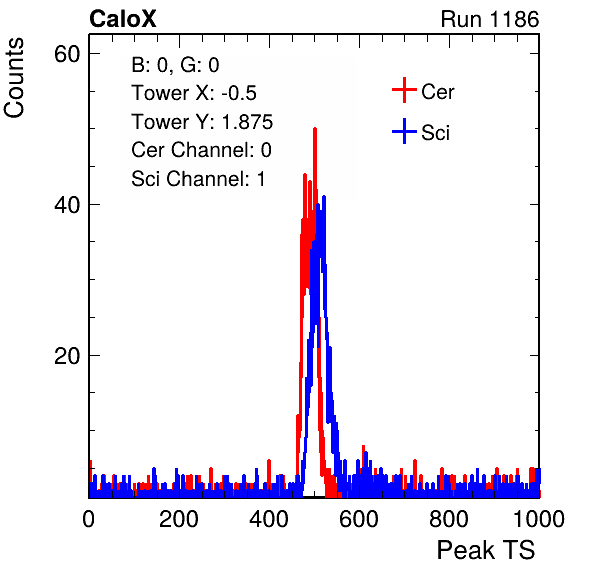 CaloX
Run 1186
Counts
60
40
20
B: 0, G: 0
Tower X: -0.5
Tower Y: 1.875
Cer Channel: 0
Sci Channel: 1
Cer
Sci
0 200 400 600 800 1000
Peak TS